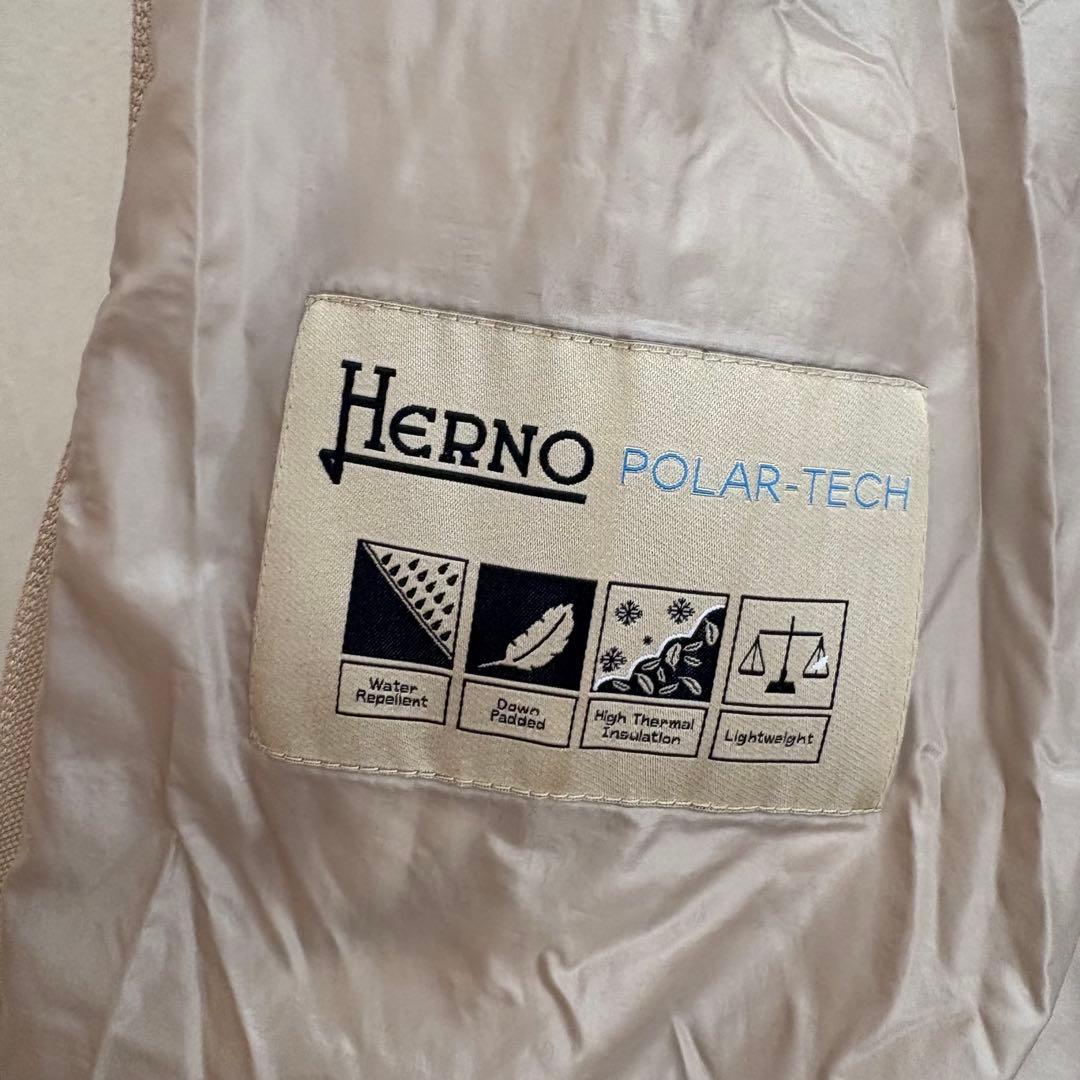 HERNO POLAR-TECH
Water
Repellent
Down
Padded
High Thermal
Insulation
Lightweight